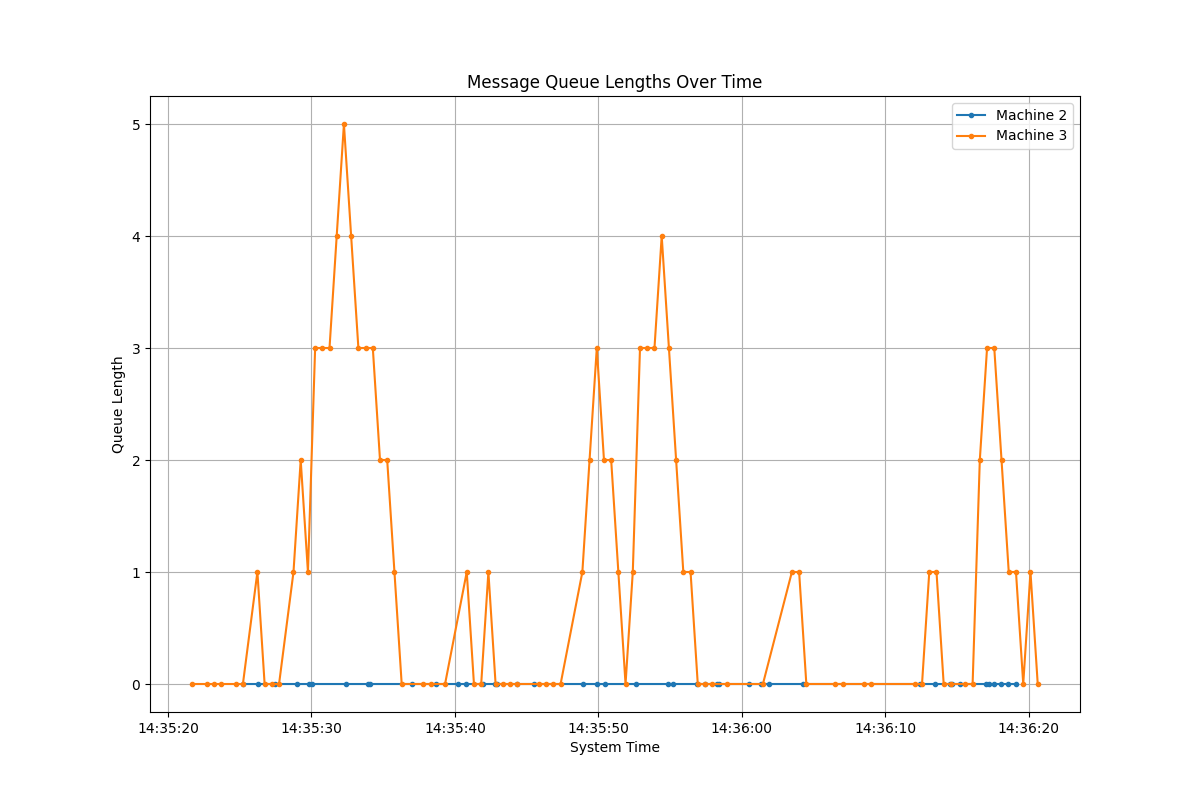 Message Queue Lengths Over Time
Machine 2
Machine 3
5
4
3
2
1
0
Queue Length
14:35:20 14:35:30 14:35:40 14:35:50 14:36:00 14:36:10 14:36:20
System Time